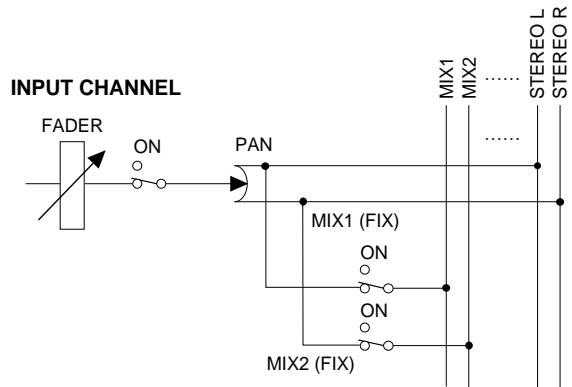 INPUT CHANNEL
FADER
ON
PAN
MIX1
MIX2
......
......
STEREO L
STEREO R
MIX1 (FIX)
ON
ON
MIX2 (FIX)